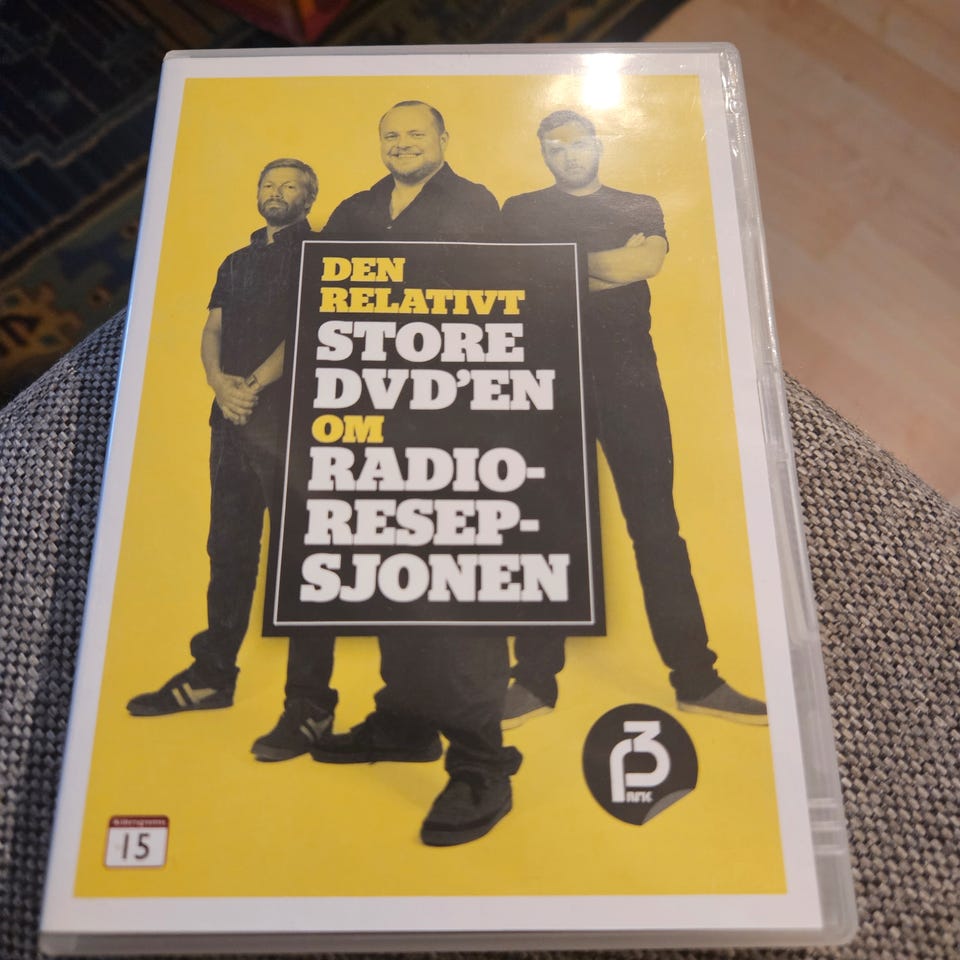 DEN
RELATIVT
STORE
DVD'EN
OM
RADIO-
RESEP-
SJONEN
P3
NRK
15